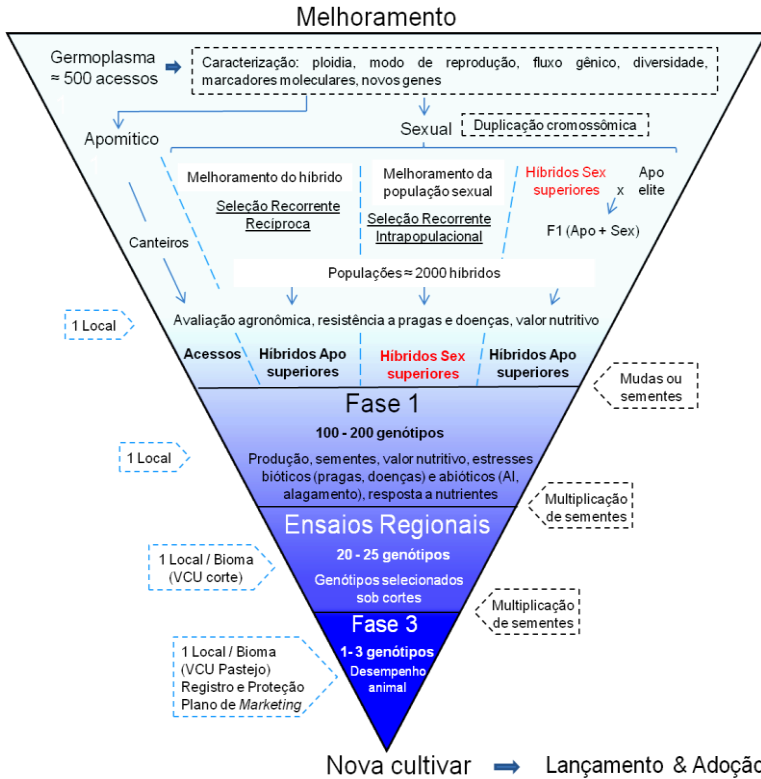 Melhoramento
Germoplasma
≈ 500 acessos
Caracterização: ploidia, modo de reprodução, fluxo gênico, diversidade,
marcadores moleculares, novos genes
Apomítico
Sexual
Duplicação cromossômica
Melhoramento do híbrido
Seleção Recorrente
Recíproca
Melhoramento da
população sexual
Seleção Recorrente
Intrapopulacional
Híbridos Sex
superiores
x
Apo
elite
F1 (Apo + Sex)
Canteiros
Populações ≈ 2000 híbridos
1 Local
Avaliação agronômica, resistência a pragas e doenças, valor nutritivo
Acessos
Híbridos Apo
superiores
Híbridos Sex
superiores
Híbridos Apo
superiores
Mudas ou
sementes
Fase 1
100 - 200 genótipos
1 Local
Produção, sementes, valor nutritivo, estresses
bióticos (pragas, doenças) e abióticos (Al,
alagamento), resposta a nutrientes
Multiplicação
de sementes
Ensaios Regionais
20 - 25 genótipos
1 Local / Bioma
(VCU corte)
Genótipos selecionados
sob cortes
Multiplicação
de sementes
Fase 3
1- 3 genótipos
Desempenho
animal
1 Local / Bioma
(VCU Pastejo)
Registro e Proteção
Plano de Marketing
Nova cultivar
Lançamento & Adoção